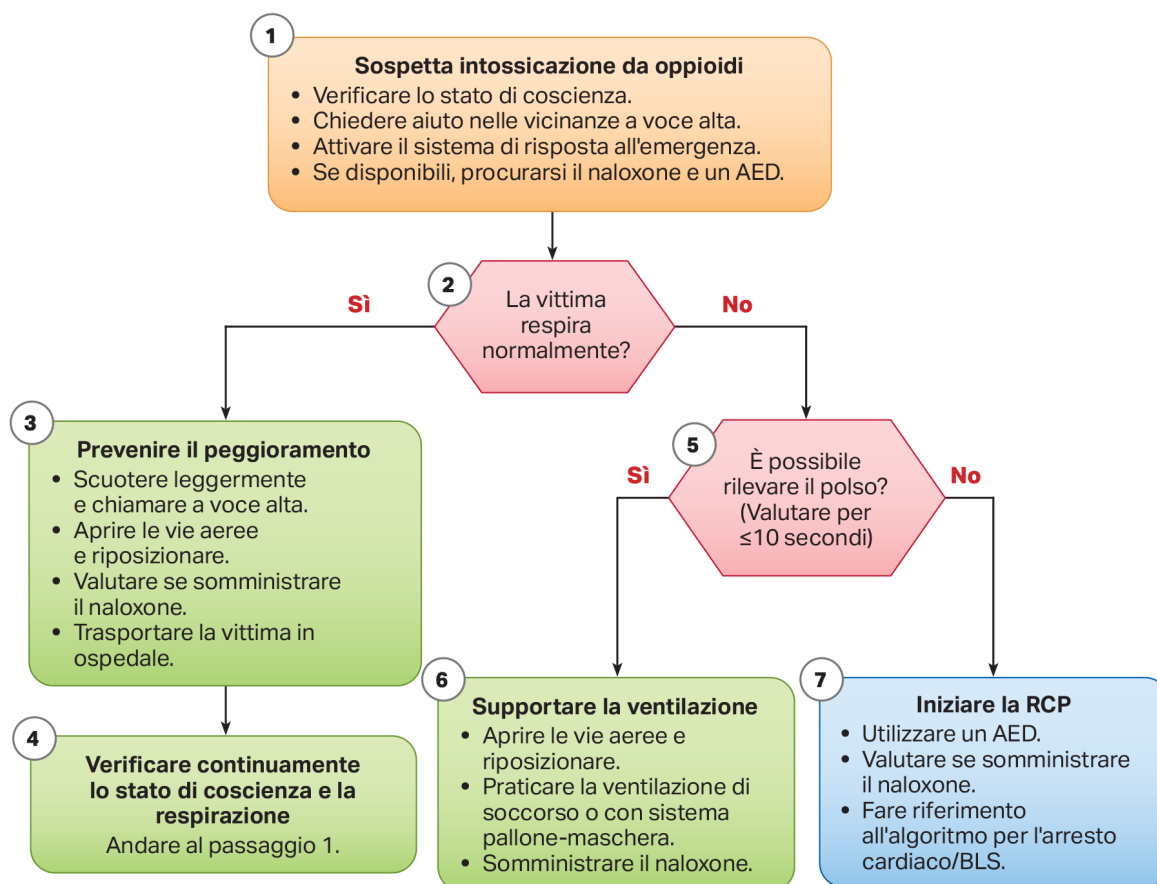 1
Sospetta intossicazione da oppioidi
• Verificare lo stato di coscienza.
• Chiedere aiuto nelle vicinanze a voce alta.
• Attivare il sistema di risposta all'emergenza.
• Se disponibili, procurarsi il naloxone e un AED.
2
La vittima
respira
normalmente?
Sì
No
3
Prevenire il peggioramento
• Scuotere leggermente
e chiamare a voce alta.
• Aprire le vie aeree
e riposizionare.
• Valutare se somministrare
il naloxone.
• Trasportare la vittima in
ospedale.
4
Verificare continuamente
lo stato di coscienza e la
respirazione
Andare al passaggio 1.
5
È possibile
rilevare il polso?
(Valutare per
≤10 secondi)
Sì
No
6
Supportare la ventilazione
• Aprire le vie aeree e
riposizionare.
• Praticare la ventilazione di
soccorso o con sistema
pallone-maschera.
• Somministrare il naloxone.
7
Iniziare la RCP
• Utilizzare un AED.
• Valutare se somministrare
il naloxone.
• Fare riferimento
all'algoritmo per l'arresto
cardiaco/BLS.